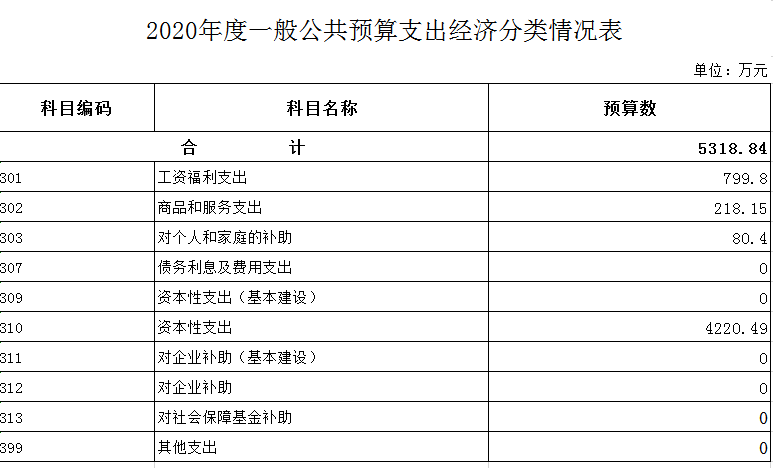 2020年度一般公共预算支出经济分类情况表
单位：万元
科目编码 科目名称 预算数
合 计 5318.84
301 工资福利支出 799.8
302 商品和服务支出 218.15
303 对个人和家庭的补助 80.4
307 债务利息及费用支出 0
309 资本性支出（基本建设） 0
310 资本性支出 4220.49
311 对企业补助（基本建设） 0
312 对企业补助 0
313 对社会保障基金补助 0
399 其他支出 0